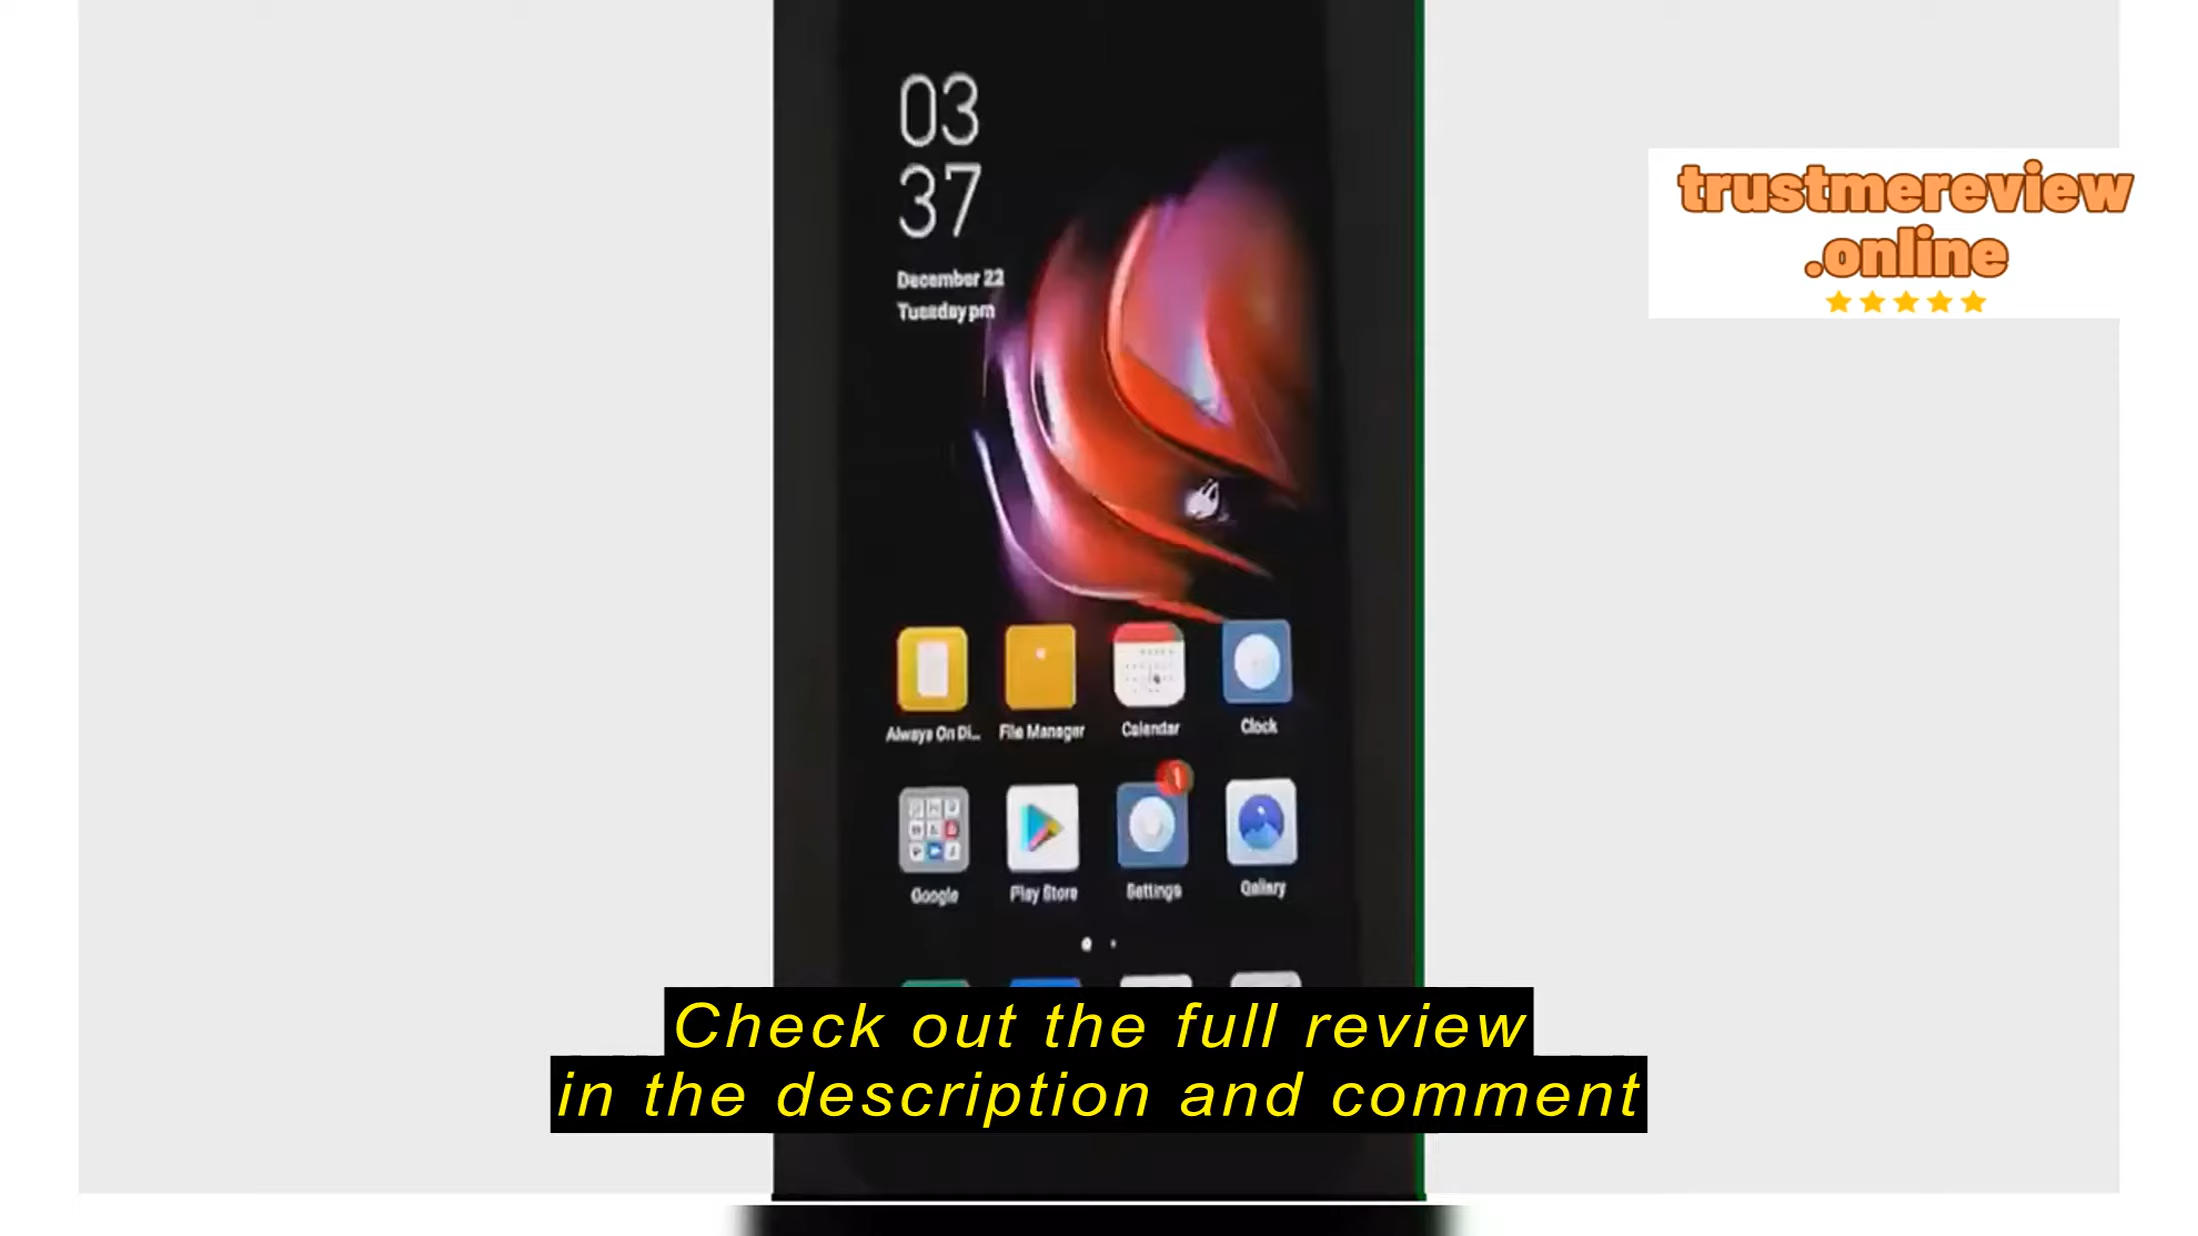 03
37
December 22
Tuesday pm
trustmereview
.online
Always On Di...
File Manager
Calendar
Clock
1
Google
Play Store
Settings
Gallery
Check out the full review
in the description and comment